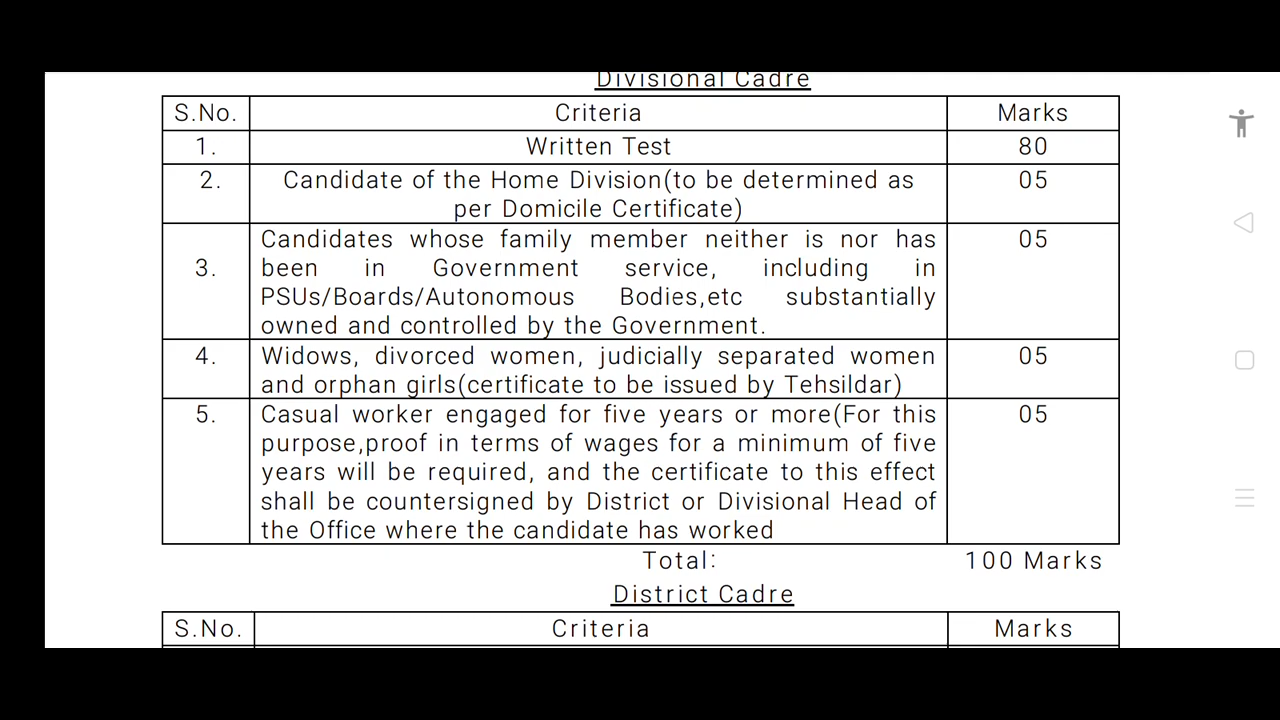 Divisional Cadre
S.No. Criteria Marks
1. Written Test 80
2. Candidate of the Home Division(to be determined as 05
per Domicile Certificate)
Candidates whose family member neither is nor has 05
3. been in Government service, including in
PSUs/Boards/Autonomous Bodies,etc substantially
owned and controlled by the Government.
4. Widows, divorced women, judicially separated women 05
and orphan girls(certificate to be issued by Tehsildar)
5. Casual worker engaged for five years or more(For this 05
purpose,proof in terms of wages for a minimum of five
years will be required, and the certificate to this effect
shall be countersigned by District or Divisional Head of
the Office where the candidate has worked
Total: 100 Marks
District Cadre
S.No. Criteria Marks